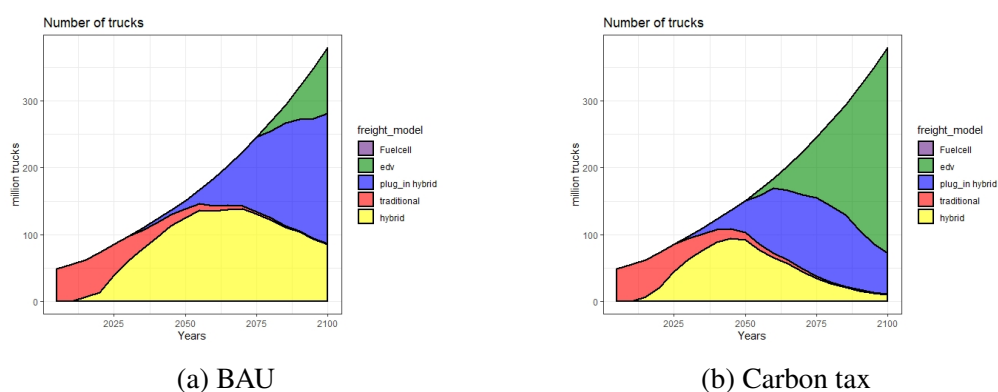 Number of trucks
300
200
100
0
milion trucks
2025
2050
2075
2100
Years
freight_model
Fuelcell
edv
plug_in hybrid
traditional
hybrid
(a) BAU
Number of trucks
300
200
100
0
milion trucks
2025
2050
2075
2100
Years
freight_model
Fuelcell
edv
plug_in hybrid
traditional
hybrid
(b) Carbon tax